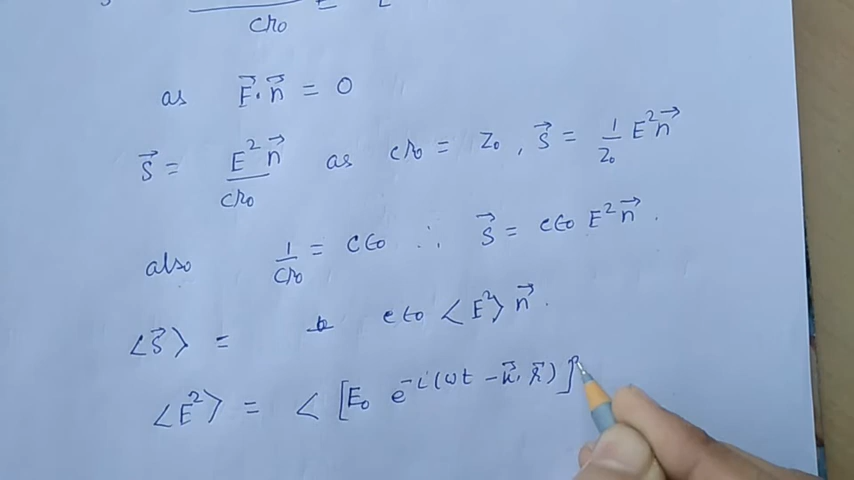 cμ₀
as E⃗·n⃗ = 0
S⃗ = E²n⃗/cμ₀ as cμ₀ = Z₀, S⃗ = 1/Z₀ E²n⃗
also 1/cμ₀ = cϵ₀ ∴ S⃗ = cϵ₀ E²n⃗.
⟨S⃗⟩ = cϵ₀ ⟨E²⟩ n⃗.
⟨E²⟩ = ⟨[E₀ e^{-i(ωt - k⃗·r⃗)}]